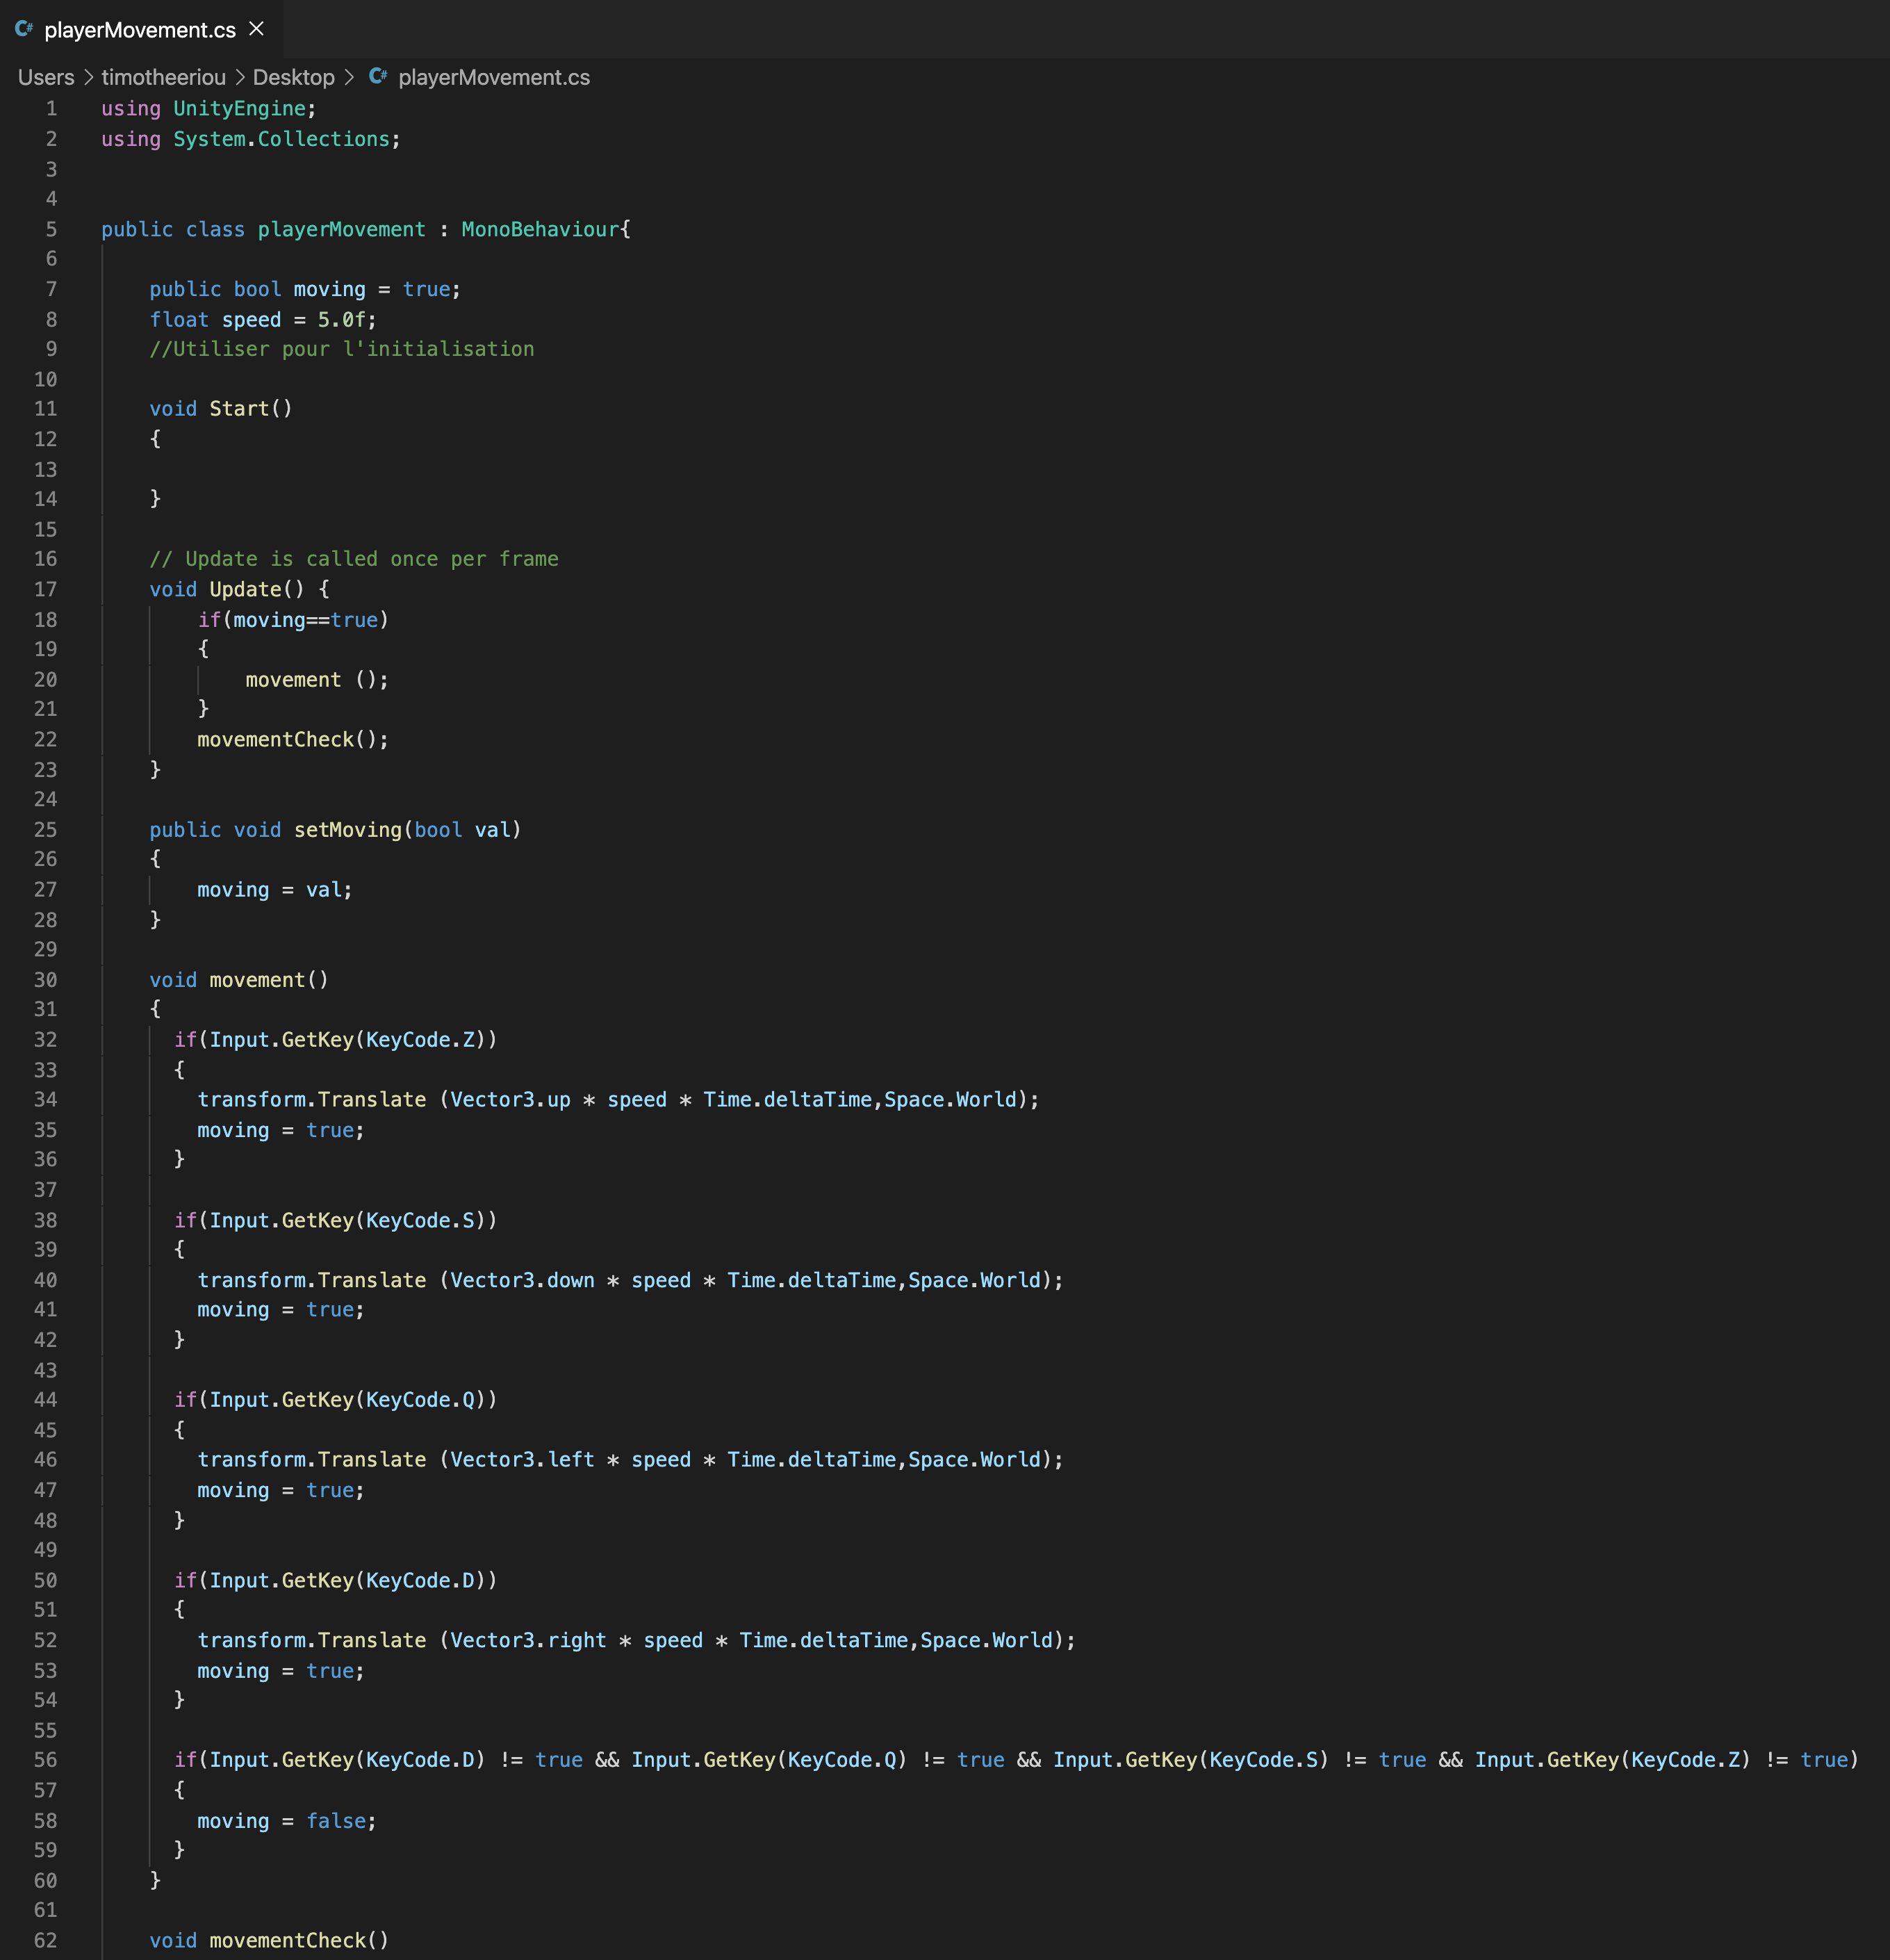 playerMovement.cs
Users > timotheeriou > Desktop > playerMovement.cs
1 using UnityEngine;
2 using System.Collections;
3
4
5 public class playerMovement : MonoBehaviour{
6
7 public bool moving = true;
8 float speed = 5.0f;
9 //Utiliser pour l'initialisation
10
11 void Start()
12 {
13
14 }
15
16 // Update is called once per frame
17 void Update() {
18 if(moving==true)
19 {
20 movement ();
21 }
22 movementCheck();
23 }
24
25 public void setMoving(bool val)
26 {
27 moving = val;
28 }
29
30 void movement()
31 {
32 if(Input.GetKey(KeyCode.Z))
33 {
34 transform.Translate (Vector3.up * speed * Time.deltaTime,Space.World);
35 moving = true;
36 }
37
38 if(Input.GetKey(KeyCode.S))
39 {
40 transform.Translate (Vector3.down * speed * Time.deltaTime,Space.World);
41 moving = true;
42 }
43
44 if(Input.GetKey(KeyCode.Q))
45 {
46 transform.Translate (Vector3.left * speed * Time.deltaTime,Space.World);
47 moving = true;
48 }
49
50 if(Input.GetKey(KeyCode.D))
51 {
52 transform.Translate (Vector3.right * speed * Time.deltaTime,Space.World);
53 moving = true;
54 }
55
56 if(Input.GetKey(KeyCode.D) != true && Input.GetKey(KeyCode.Q) != true && Input.GetKey(KeyCode.S) != true && Input.GetKey(KeyCode.Z) != true)
57 {
58 moving = false;
59 }
60 }
61
62 void movementCheck()